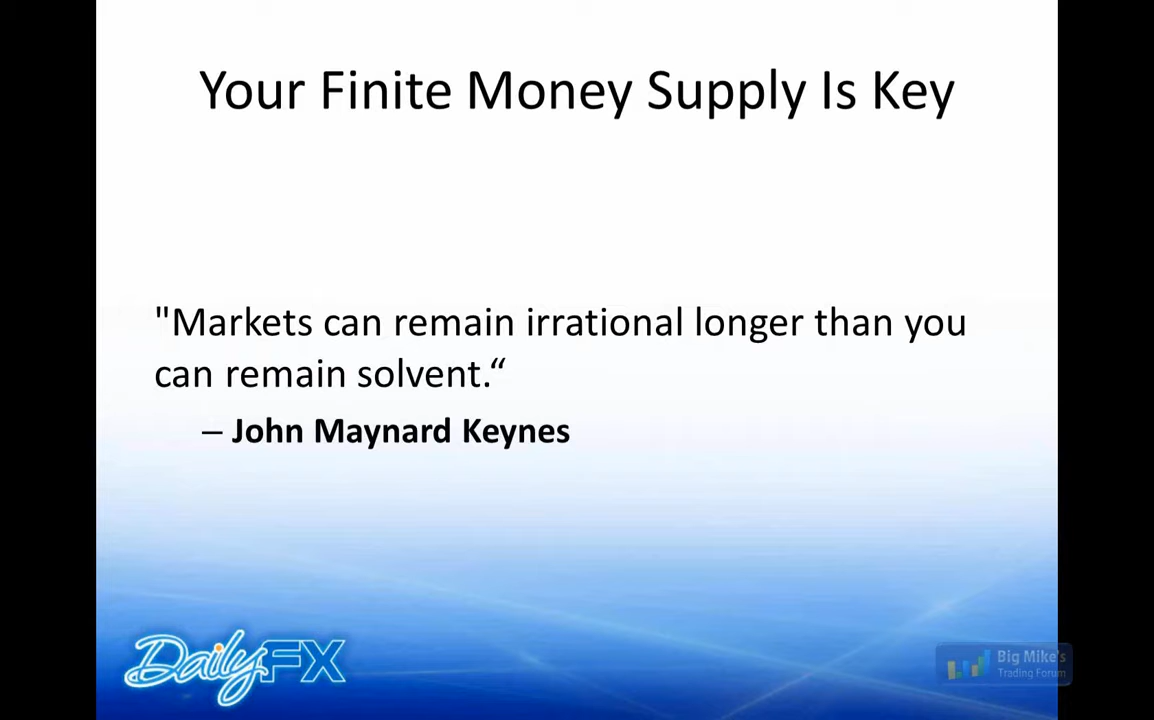 Your Finite Money Supply Is Key
"Markets can remain irrational longer than you
can remain solvent.“
– John Maynard Keynes
DailyFX
Big Mike's
Trading Forum